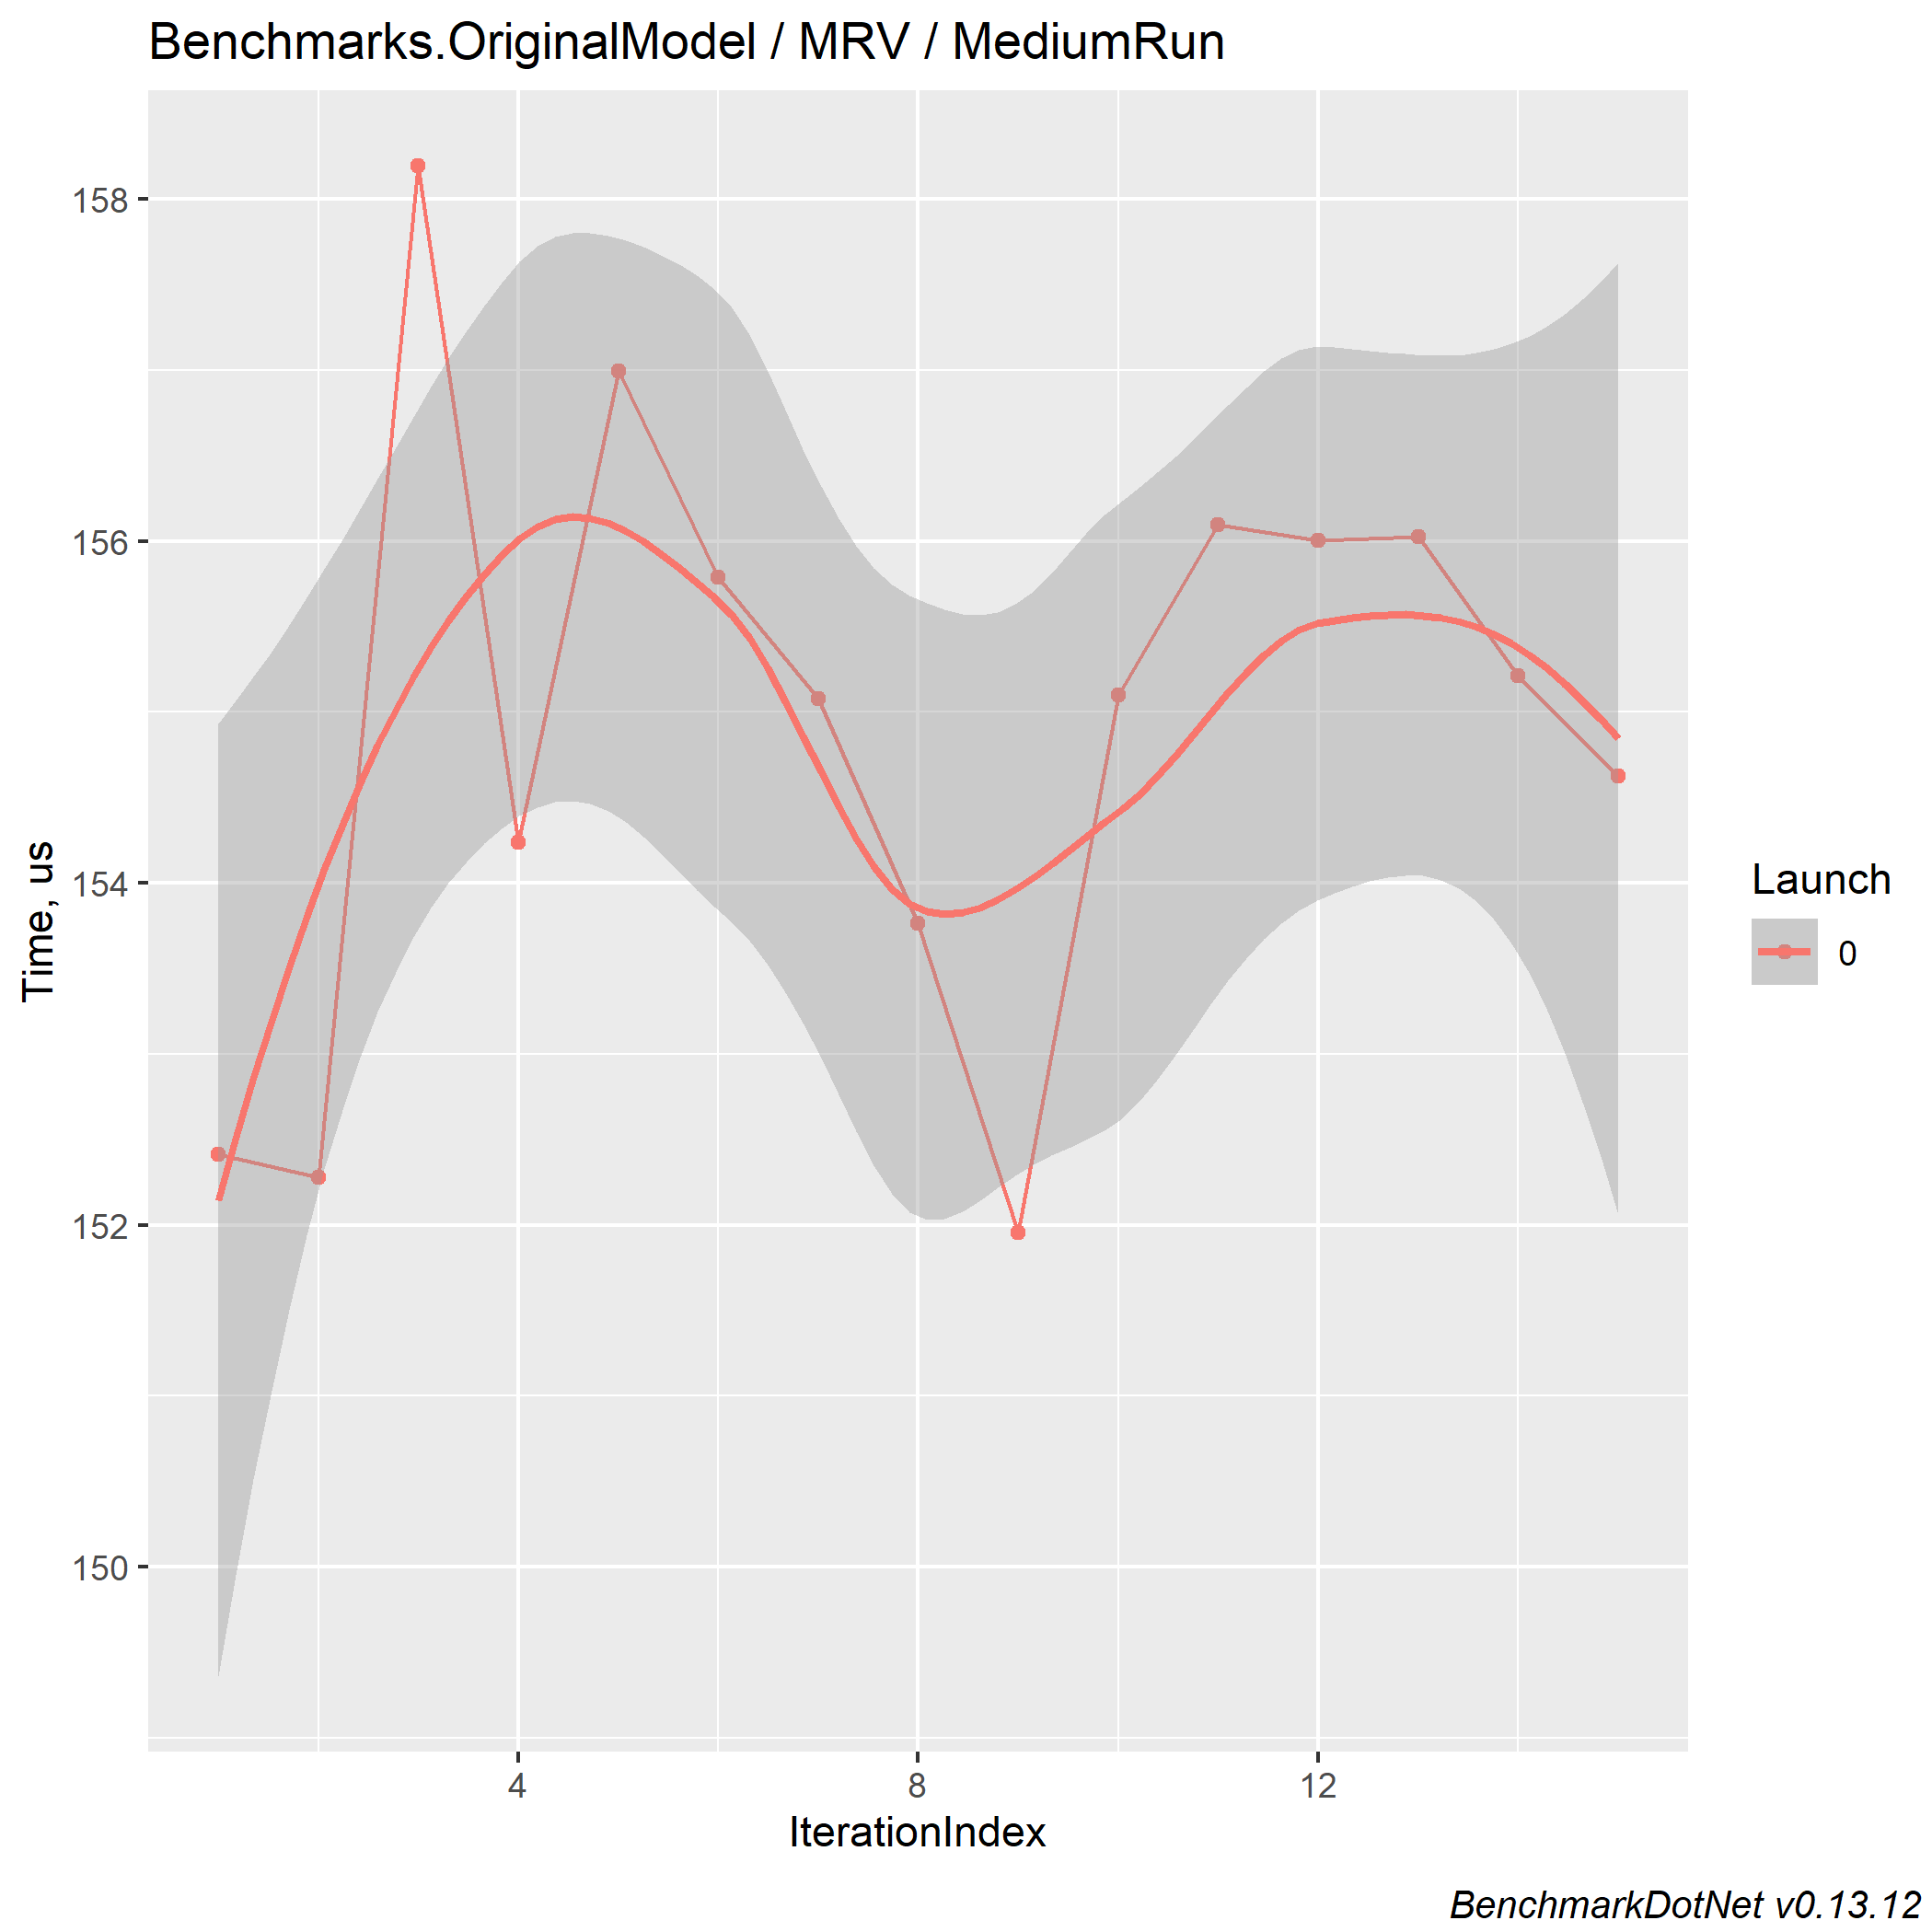 Benchmarks.OriginalModel / MRV / MediumRun
158
156
154
152
150
Time, us
4
8
12
IterationIndex
Launch
0
BenchmarkDotNet v0.13.12